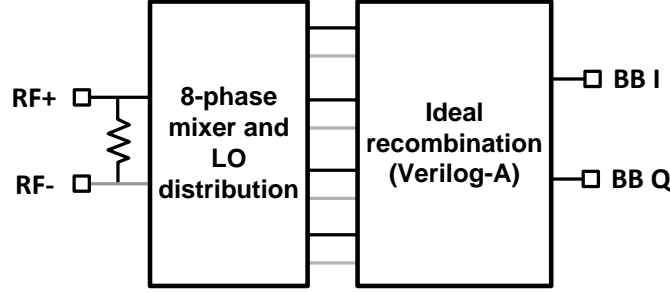 RF+
RF-
8-phase
mixer and
LO
distribution
Ideal
recombination
(Verilog-A)
BB I
BB Q